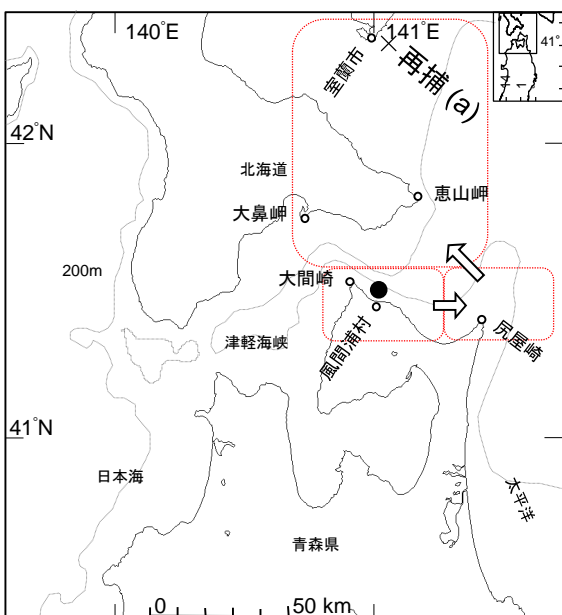 140°E
141°E
41°
室蘭市
再捕 (a)
42°N
北海道
恵山岬
大鼻岬
200m
大間崎
津軽海峡
風間浦村
尻屋崎
41°N
日本海
太平洋
青森県
0
50 km